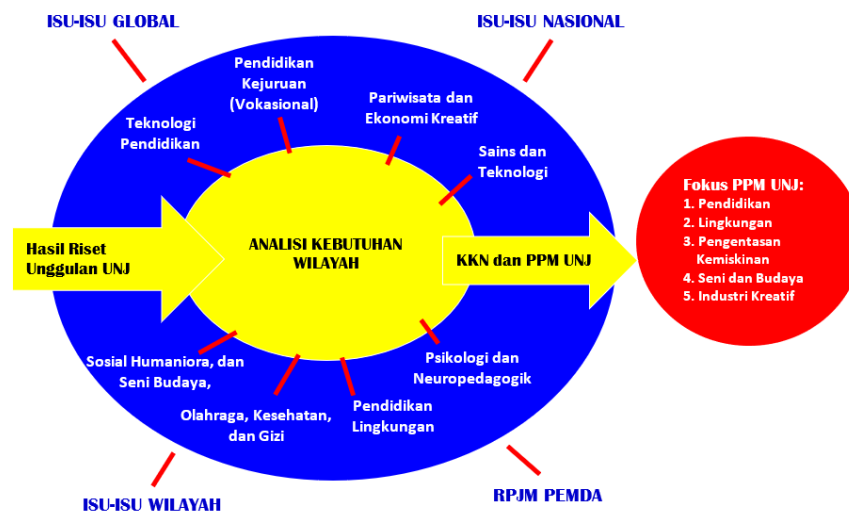 ISU-ISU GLOBAL
ISU-ISU NASIONAL
Pendidikan
Kejuruan
(Vokasional)
Pariwisata dan
Ekonomi Kreatif
Teknologi
Pendidikan
Sains dan
Teknologi
Hasil Riset
Unggulan UNJ
ANALISI KEBUTUHAN
WILAYAH
KKN dan PPM UNJ
Fokus PPM UNJ:
1. Pendidikan
2. Lingkungan
3. Pengentasan
Kemiskinan
4. Seni dan Budaya
5. Industri Kreatif
Sosial Humaniora, dan
Seni Budaya,
Olahraga, Kesehatan,
dan Gizi
Pendidikan
Lingkungan
Psikologi dan
Neuropedagogik
ISU-ISU WILAYAH
RPJM PEMDA